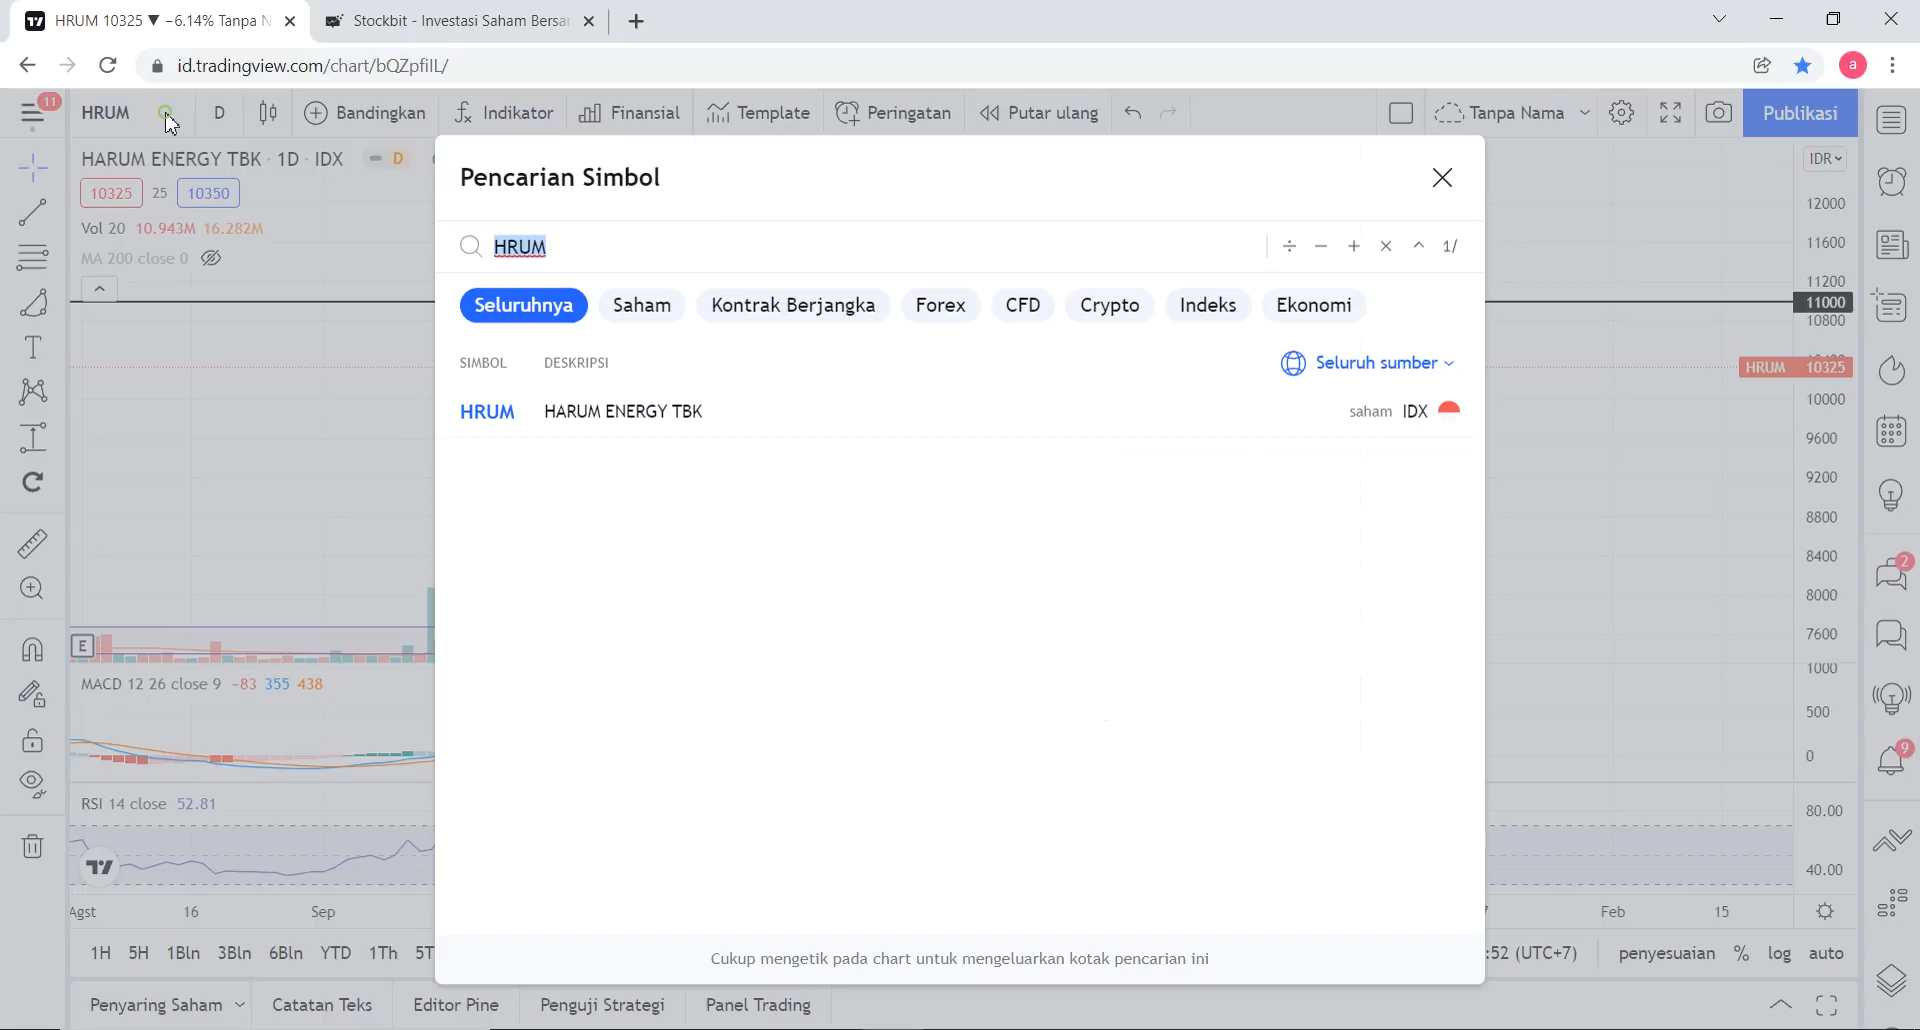 HRUM 10325 ▼ −6.14% Tanpa N
Stockbit - Investasi Saham Bersa
id.tradingview.com/chart/bQZpfilL/
a
11
HRUM
D
Bandingkan
Indikator
Finansial
Template
Peringatan
Putar ulang
Tanpa Nama
Publikasi
HARUM ENERGY TBK · 1D · IDX
D
10325 25 10350
Vol 20 10.943M 16.282M
MA 200 close 0
IDR
12000
11600
11200
11000
10800
HRUM 10325
10000
9600
9200
8800
8400
8000
7600
1000
500
0
80.00
40.00
Pencarian Simbol
HRUM
÷ − + × ^ 1/
Seluruhnya
Saham
Kontrak Berjangka
Forex
CFD
Crypto
Indeks
Ekonomi
SIMBOL DESKRIPSI
Seluruh sumber
HRUM HARUM ENERGY TBK saham IDX
Cukup mengetik pada chart untuk mengeluarkan kotak pencarian ini
E
MACD 12 26 close 9 −83 355 438
RSI 14 close 52.81
Agst 16 Sep
Feb 15
1H 5H 1Bln 3Bln 6Bln YTD 1Th 5T
:52 (UTC+7)
penyesuaian % log auto
Penyaring Saham
Catatan Teks
Editor Pine
Penguji Strategi
Panel Trading
2
9